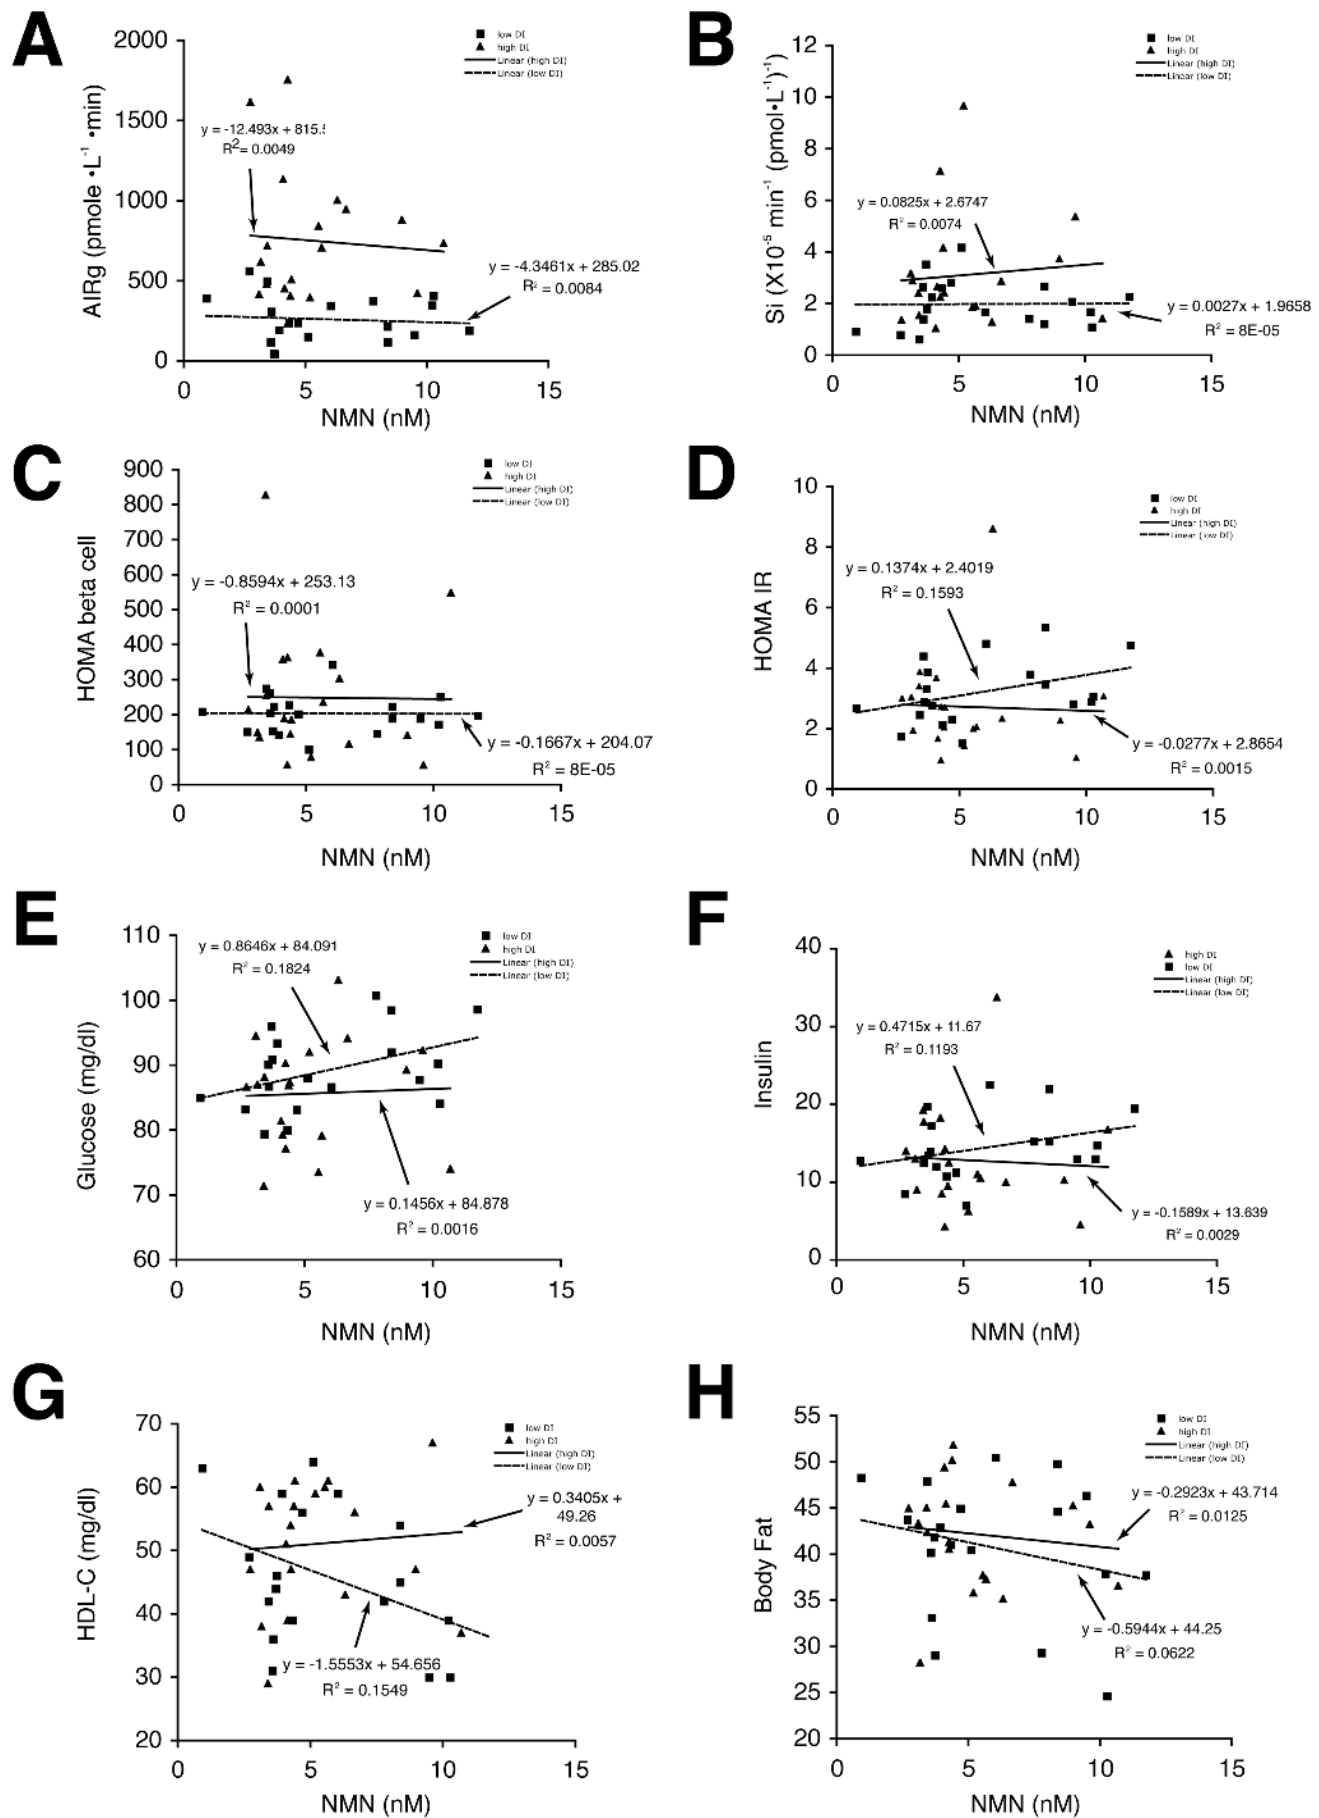 A
AIRg (pmole •L⁻¹ •min)
2000
1500
1000
500
0
0 5 10 15
NMN (nM)
low DI
high DI
Linear (high DI)
Linear (low DI)
y = -12.493x + 815.5
R²= 0.0049
y = -4.3461x + 285.02
R² = 0.0084
B
Si (X10⁻⁵ min⁻¹ (pmol•L⁻¹)⁻¹)
12
10
8
6
4
2
0
0 5 10 15
NMN (nM)
low DI
high DI
Linear (high DI)
Linear (low DI)
y = 0.0825x + 2.6747
R² = 0.0074
y = 0.0027x + 1.9658
R² = 8E-05
C
HOMA beta cell
900
800
700
600
500
400
300
200
100
0
0 5 10 15
NMN (nM)
low DI
high DI
Linear (high DI)
Linear (low DI)
y = -0.8594x + 253.13
R² = 0.0001
y = -0.1667x + 204.07
R² = 8E-05
D
HOMA IR
10
8
6
4
2
0
0 5 10 15
NMN (nM)
low DI
high DI
Linear (high DI)
Linear (low DI)
y = 0.1374x + 2.4019
R² = 0.1593
y = -0.0277x + 2.8654
R² = 0.0015
E
Glucose (mg/dl)
110
100
90
80
70
60
0 5 10 15
NMN (nM)
low DI
high DI
Linear (high DI)
Linear (low DI)
y = 0.8646x + 84.091
R² = 0.1824
y = 0.1456x + 84.878
R² = 0.0016
F
Insulin
40
30
20
10
0
0 5 10 15
NMN (nM)
high DI
low DI
Linear (high DI)
Linear (low DI)
y = 0.4715x + 11.67
R² = 0.1193
y = -0.1589x + 13.639
R² = 0.0029
G
HDL-C (mg/dl)
70
60
50
40
30
20
0 5 10 15
NMN (nM)
low DI
high DI
Linear (high DI)
Linear (low DI)
y = 0.3405x +
49.26
R² = 0.0057
y = -1.5553x + 54.656
R² = 0.1549
H
Body Fat
55
50
45
40
35
30
25
20
0 5 10 15
NMN (nM)
low DI
high DI
Linear (high DI)
Linear (low DI)
y = -0.2923x + 43.714
R² = 0.0125
y = -0.5944x + 44.25
R² = 0.0622